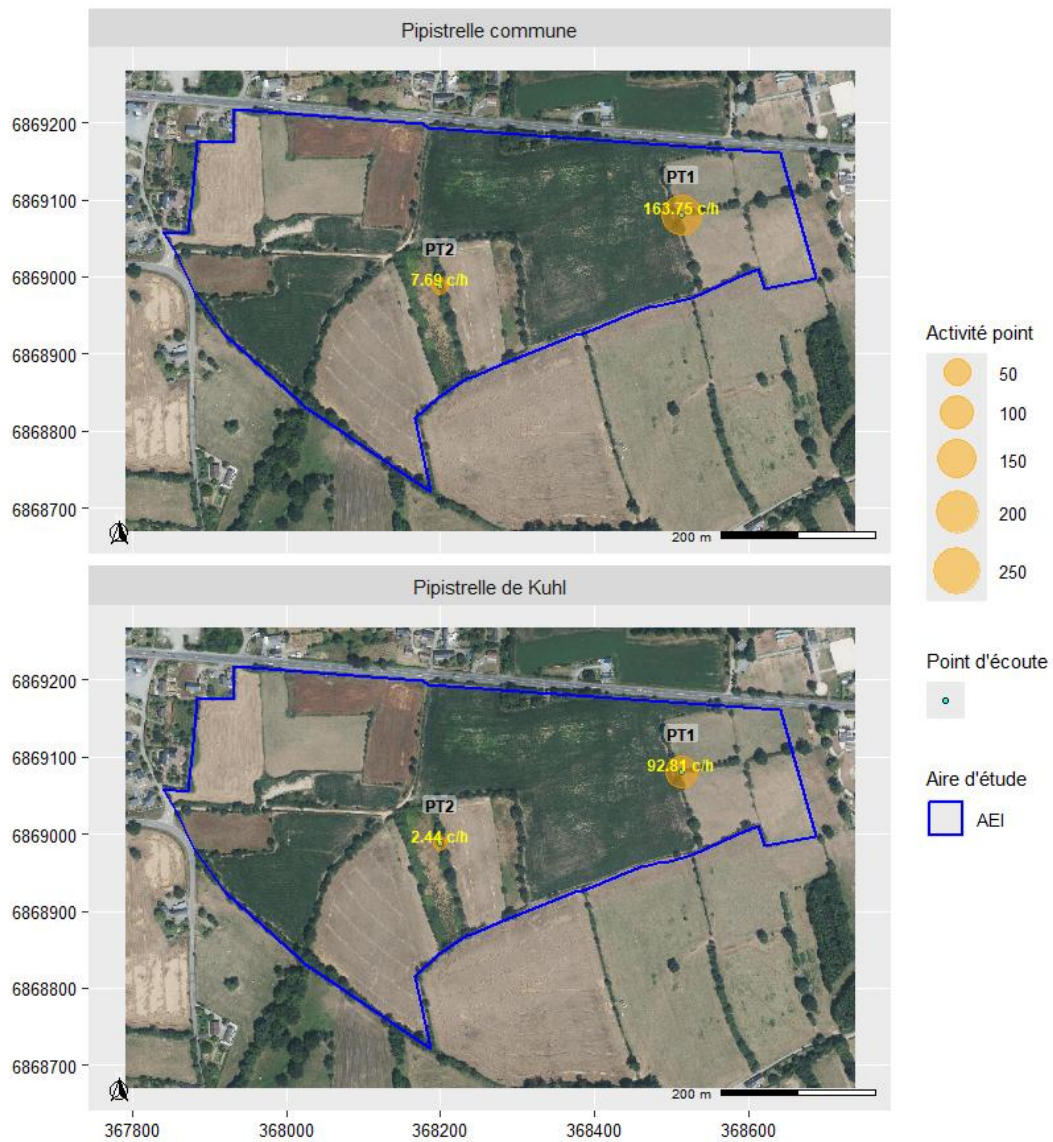 Pipistrelle commune
6869200
6869100
6869000
6868900
6868800
6868700
PT1
163.75 c/h
PT2
7.69 c/h
200 m
Pipistrelle de Kuhl
6869200
6869100
6869000
6868900
6868800
6868700
PT1
92.81 c/h
PT2
2.44 c/h
200 m
367800 368000 368200 368400 368600
Activité point
50
100
150
200
250
Point d'écoute
Aire d'étude
AEI